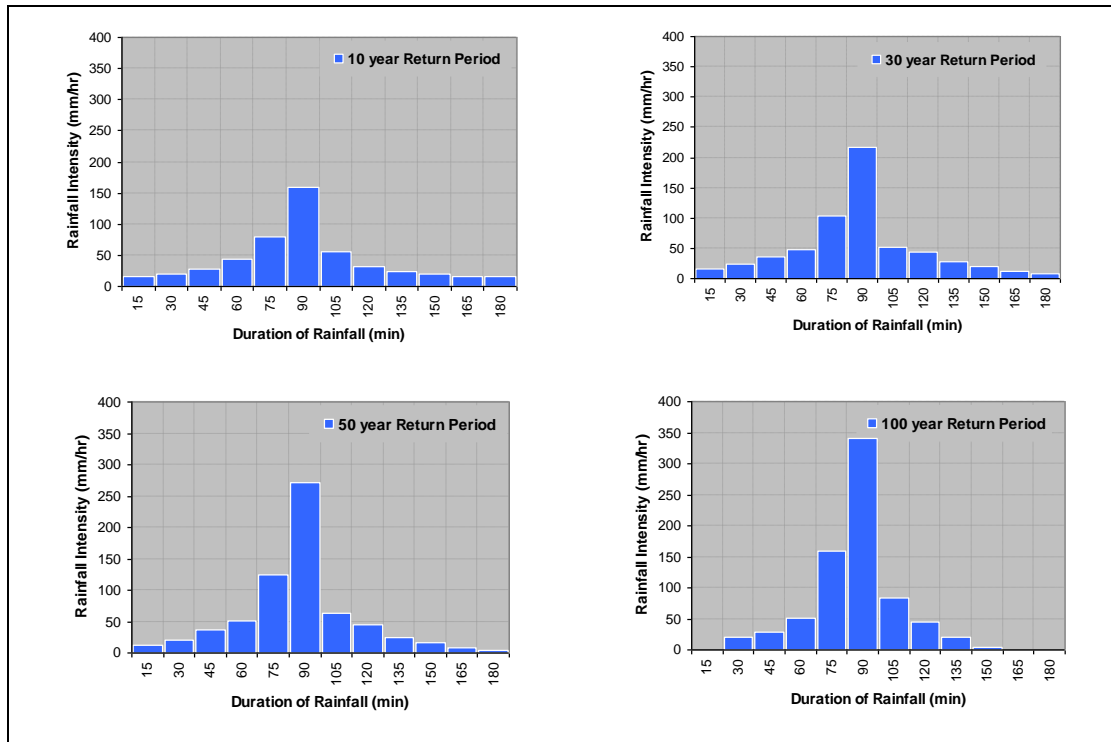 10 year Return Period
Rainfall Intensity (mm/hr)
400
350
300
250
200
150
100
50
0
15 30 45 60 75 90 105 120 135 150 165 180
Duration of Rainfall (min)
30 year Return Period
Rainfall Intensity (mm/hr)
400
350
300
250
200
150
100
50
0
15 30 45 60 75 90 105 120 135 150 165 180
Duration of Rainfall (min)
50 year Return Period
Rainfall Intensity (mm/hr)
400
350
300
250
200
150
100
50
0
15 30 45 60 75 90 105 120 135 150 165 180
Duration of Rainfall (min)
100 year Return Period
Rainfall Intensity (mm/hr)
400
350
300
250
200
150
100
50
0
15 30 45 60 75 90 105 120 135 150 165 180
Duration of Rainfall (min)